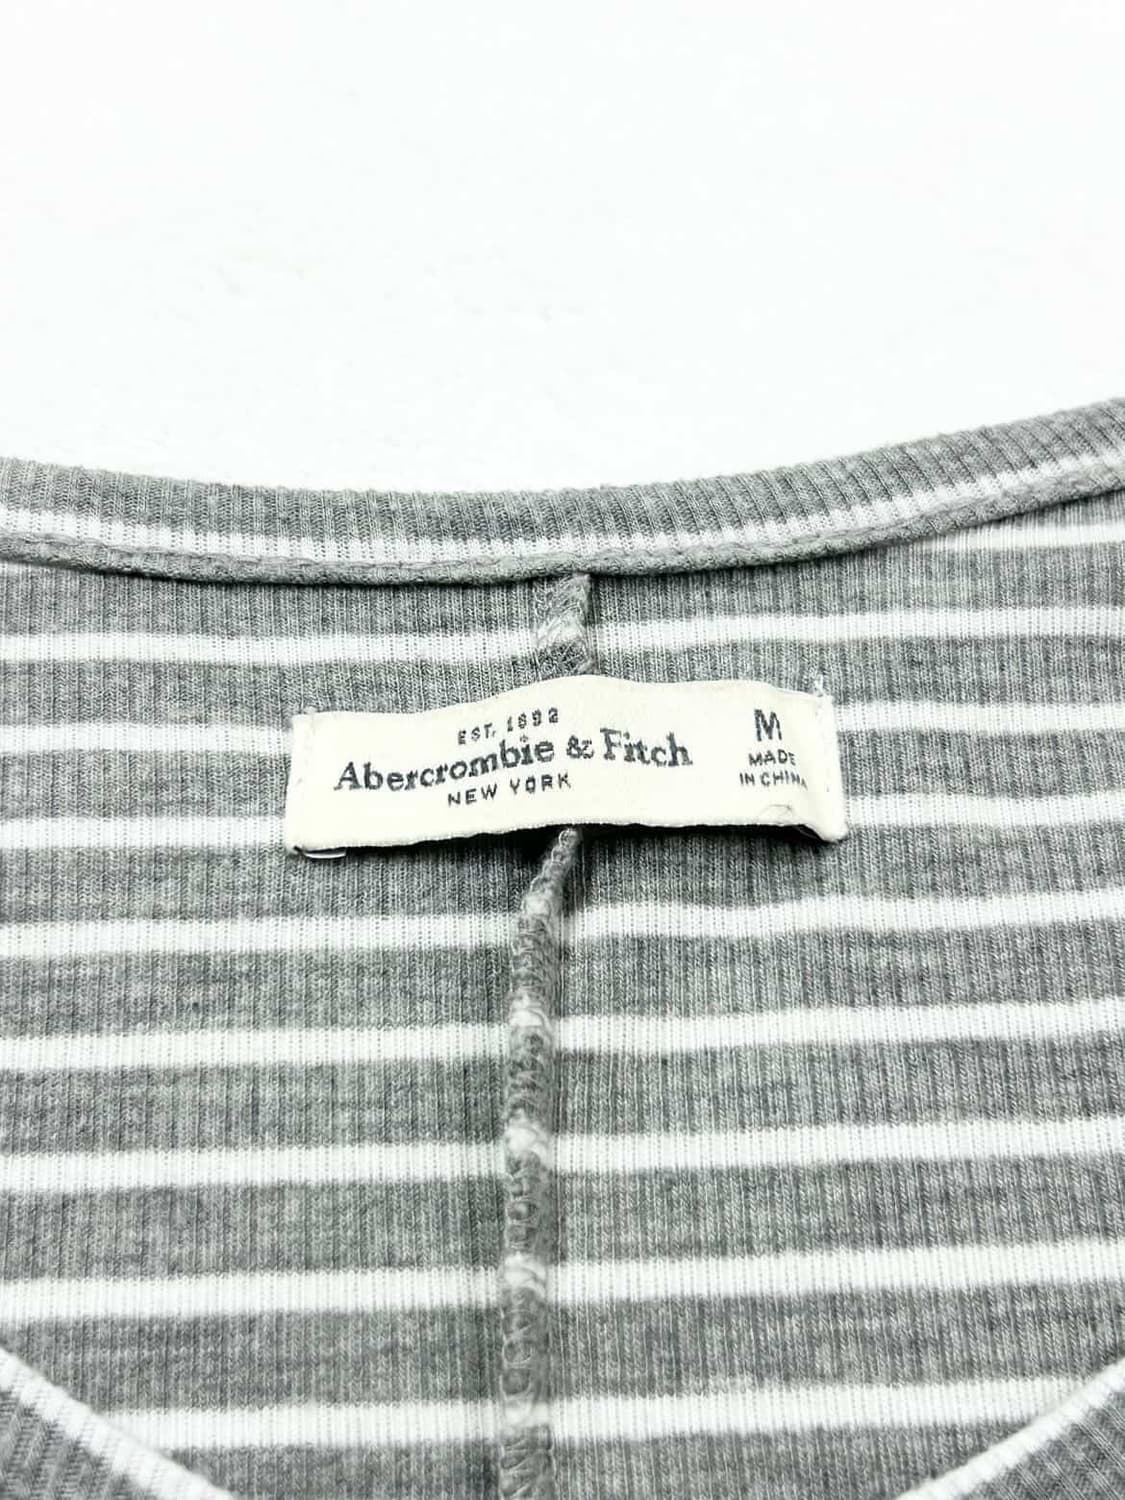 EST. 1892
Abercrombie & Fitch
NEW YORK
M
MADE
IN CHINA